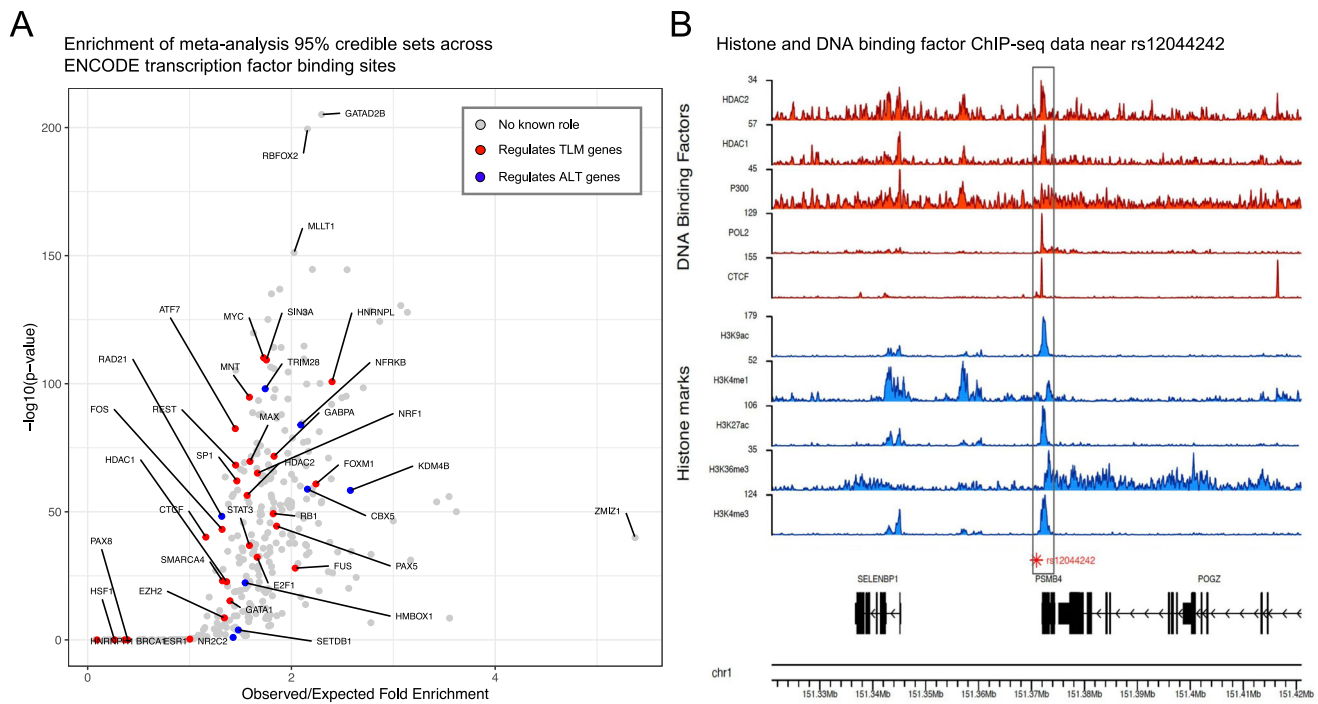 A
Enrichment of meta-analysis 95% credible sets across
ENCODE transcription factor binding sites
−log10(p−value)
200
150
100
50
0
0
2
4
Observed/Expected Fold Enrichment
No known role
Regulates TLM genes
Regulates ALT genes
GATAD2B
RBFOX2
MLLT1
ATF7
MYC
SIN3A
HNRNPL
RAD21
MNT
TRIM28
NFRKB
FOS
REST
MAX
GABPA
NRF1
HDAC1
SP1
HDAC2
FOXM1
KDM4B
CTCF
STAT3
RB1
CBX5
ZMIZ1
PAX8
SMARCA4
FUS
PAX5
HSF1
EZH2
E2F1
GATA1
HMBOX1
BRCA1
ESR1
NR2C2
SETDB1
B
Histone and DNA binding factor ChIP-seq data near rs12044242
DNA Binding Factors
34
HDAC2
57
HDAC1
45
P300
129
POL2
155
CTCF
Histone marks
179
H3K9ac
52
H3K4me1
106
H3K27ac
35
H3K36me3
124
H3K4me3
rs12044242
SELENBP1
PSMB4
POGZ
chr1
151.33Mb
151.34Mb
151.35Mb
151.36Mb
151.37Mb
151.38Mb
151.39Mb
151.4Mb
151.41Mb
151.42Mb